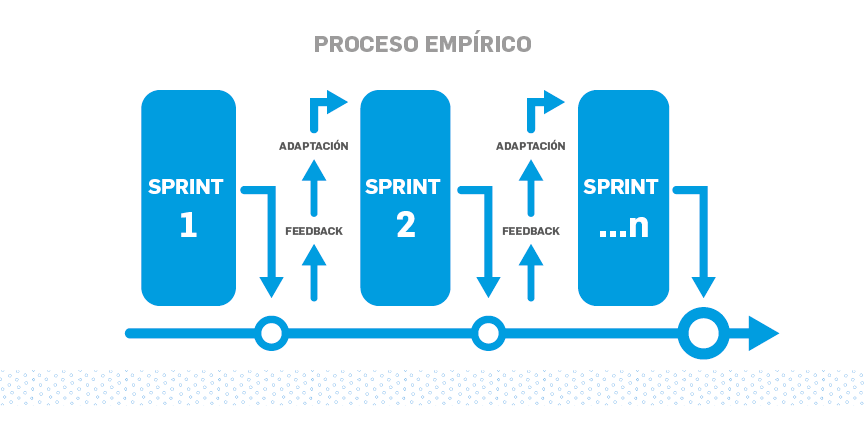 PROCESO EMPÍRICO
SPRINT
1
ADAPTACIÓN
FEEDBACK
SPRINT
2
ADAPTACIÓN
FEEDBACK
SPRINT
...n